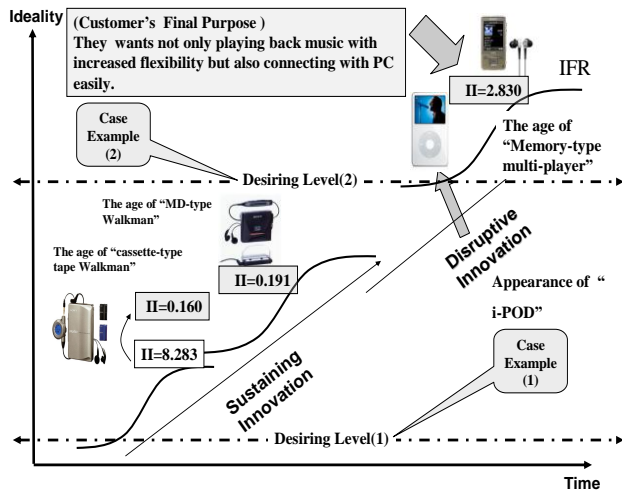 Ideality
(Customer's Final Purpose )
They wants not only playing back music with
increased flexibility but also connecting with PC
easily.
IFR
II=2.830
Case
Example
(2)
The age of
"Memory-type
multi-player"
Desiring Level(2)
The age of "MD-type
Walkman"
The age of "cassette-type
tape Walkman"
II=0.191
II=0.160
II=8.283
Disruptive
Innovation
Appearance of "
i-POD"
Sustaining
Innovation
Case
Example
(1)
Desiring Level(1)
Time